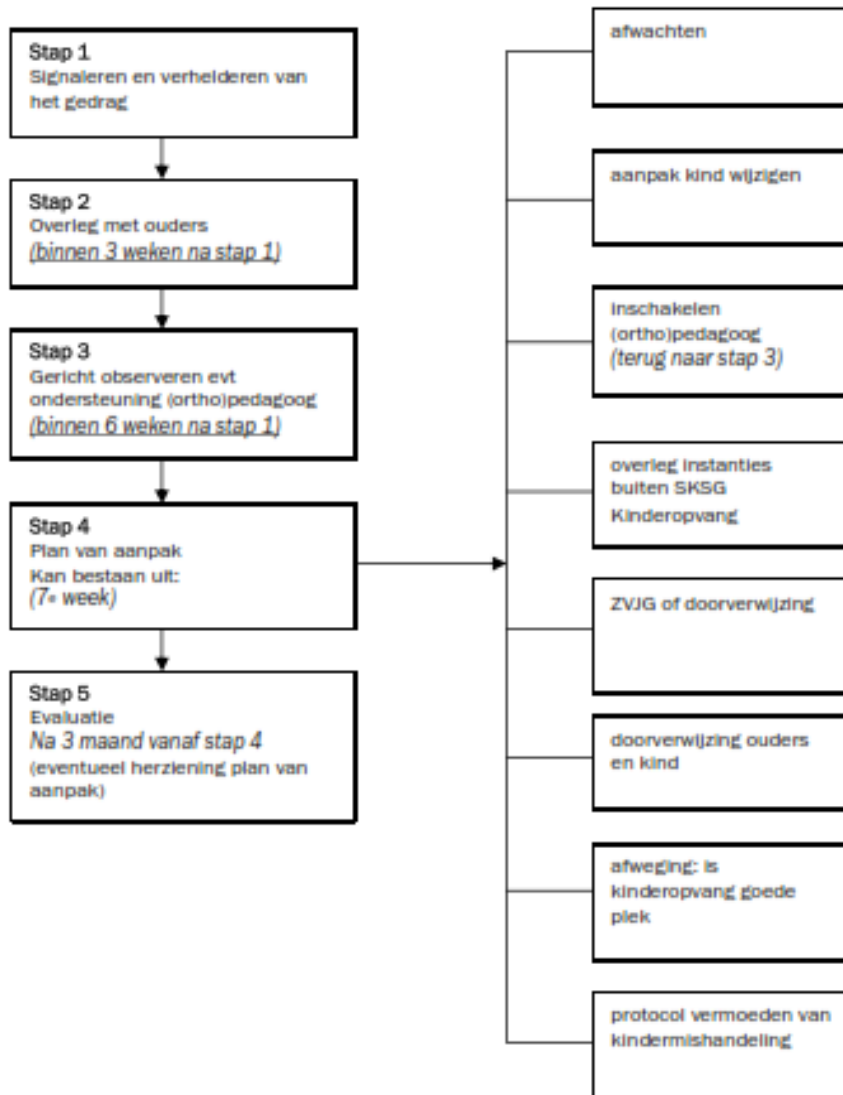 Stap 1
Signaleren en verhelderen van
het gedrag
Stap 2
Overleg met ouders
(binnen 3 weken na stap 1)
Stap 3
Gericht observeren evt
ondersteuning (ortho)pedagoog
(binnen 6 weken na stap 1)
Stap 4
Plan van aanpak
Kan bestaan uit:
(7e week)
Stap 5
Evaluatie
Na 3 maand vanaf stap 4
(eventueel herziening plan van
aanpak)
afwachten
aanpak kind wijzigen
inschakelen
(ortho)pedagoog
(terug naar stap 3)
overleg instanties
buiten SKSG
Kinderopvang
ZVJG of doorverwijzing
doorverwijzing ouders
en kind
afweging: is
kinderopvang goede
plek
protocol vermoeden van
kindermishandeling